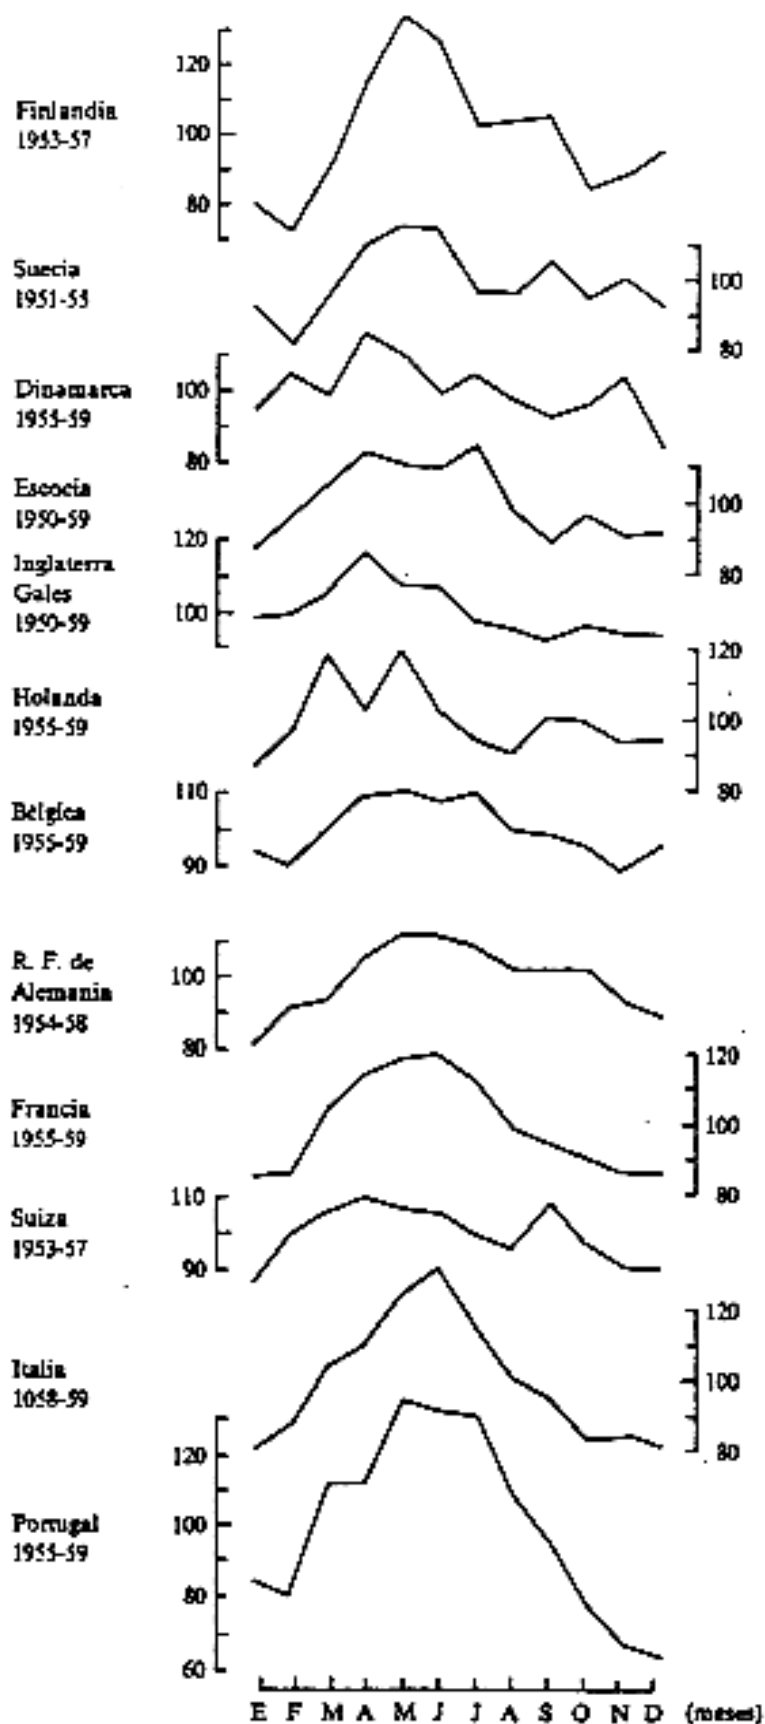 120
Finlandia
1953-57
100
80
Suecia
1951-53
100
80
Dinamarca
1955-59
100
80
Escocia
1950-59
100
80
Inglaterra
Gales
1950-59
120
100
Holanda
1955-59
120
100
80
Bélgica
1955-59
110
90
R. F. de
Alemania
1954-58
100
80
Francia
1955-59
120
100
80
Suiza
1953-57
110
90
Italia
1058-59
120
100
80
Portugal
1955-59
120
100
80
60
E F M A M J J A S O N D (meses)